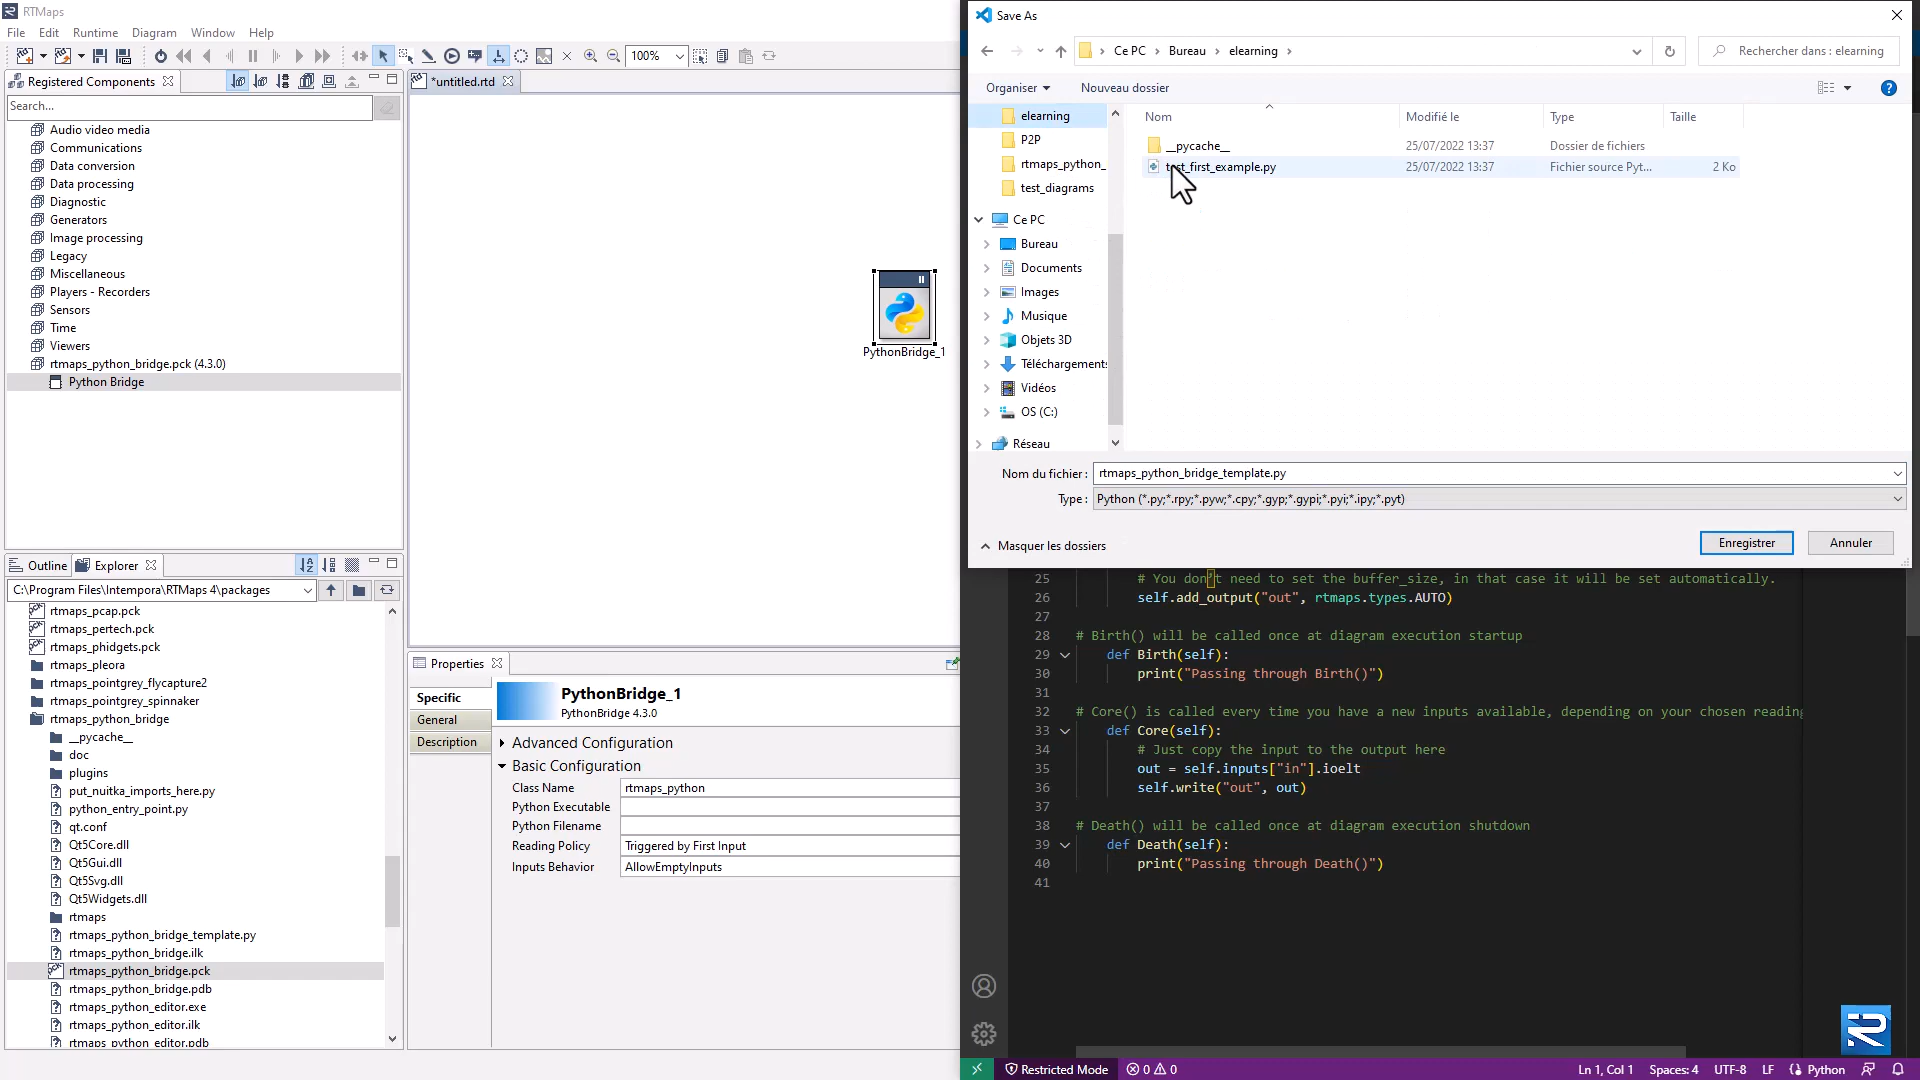 RTMaps
File Edit Runtime Diagram Window Help
100%
Registered Components
Search...
Audio video media
Communications
Data conversion
Data processing
Diagnostic
Generators
Image processing
Legacy
Miscellaneous
Players - Recorders
Sensors
Time
Viewers
rtmaps_python_bridge.pck (4.3.0)
Python Bridge
Outline Explorer
C:\Program Files\Intempora\RTMaps 4\packages
rtmaps_pcap.pck
rtmaps_pertech.pck
rtmaps_phidgets.pck
rtmaps_pleora
rtmaps_pointgrey_flycapture2
rtmaps_pointgrey_spinnaker
rtmaps_python_bridge
__pycache__
doc
plugins
put_nuitka_imports_here.py
python_entry_point.py
qt.conf
Qt5Core.dll
Qt5Gui.dll
Qt5Svg.dll
Qt5Widgets.dll
rtmaps
rtmaps_python_bridge_template.py
rtmaps_python_bridge.ilk
rtmaps_python_bridge.pck
rtmaps_python_bridge.pdb
rtmaps_python_editor.exe
rtmaps_python_editor.ilk
rtmaps_python_editor.pdb
*untitled.rtd
PythonBridge_1
Properties
Specific
General
Description
PythonBridge_1
PythonBridge 4.3.0
Advanced Configuration
Basic Configuration
Class Name rtmaps_python
Python Executable
Python Filename
Reading Policy Triggered by First Input
Inputs Behavior AllowEmptyInputs
Save As
Ce PC > Bureau > elearning >
Rechercher dans : elearning
Organiser Nouveau dossier
elearning
P2P
rtmaps_python_
test_diagrams
Ce PC
Bureau
Documents
Images
Musique
Objets 3D
Téléchargements
Vidéos
OS (C:)
Réseau
Nom Modifié le Type Taille
__pycache__ 25/07/2022 13:37 Dossier de fichiers
test_first_example.py 25/07/2022 13:37 Fichier source Pyt... 2 Ko
Nom du fichier : rtmaps_python_bridge_template.py
Type : Python (*.py;*.rpy;*.pyw;*.cpy;*.gyp;*.gypi;*.pyi;*.ipy;*.pyt)
Masquer les dossiers
Enregistrer Annuler
25 # You don't need to set the buffer_size, in that case it will be set automatically.
26 self.add_output("out", rtmaps.types.AUTO)
27
28 # Birth() will be called once at diagram execution startup
29 def Birth(self):
30 print("Passing through Birth()")
31
32 # Core() is called every time you have a new inputs available, depending on your chosen reading
33 def Core(self):
34 # Just copy the input to the output here
35 out = self.inputs["in"].ioelt
36 self.write("out", out)
37
38 # Death() will be called once at diagram execution shutdown
39 def Death(self):
40 print("Passing through Death()")
41
Restricted Mode 0 0 Ln 1, Col 1 Spaces: 4 UTF-8 LF Python